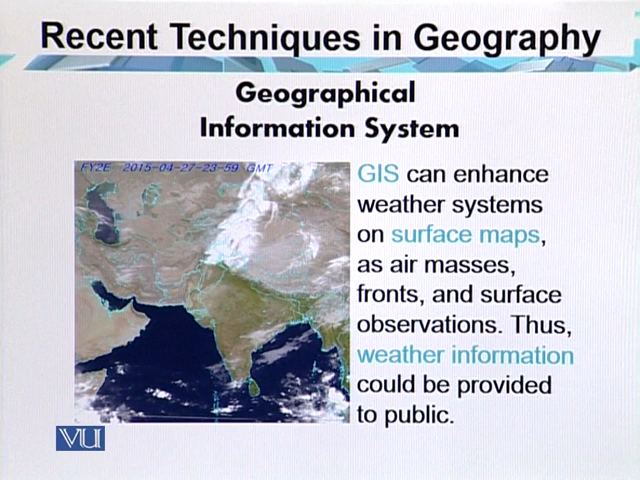 Recent Techniques in Geography
Geographical
Information System
FY2E 2015-04-27-23-59 GMT
GIS can enhance
weather systems
on surface maps,
as air masses,
fronts, and surface
observations. Thus,
weather information
could be provided
to public.
VU